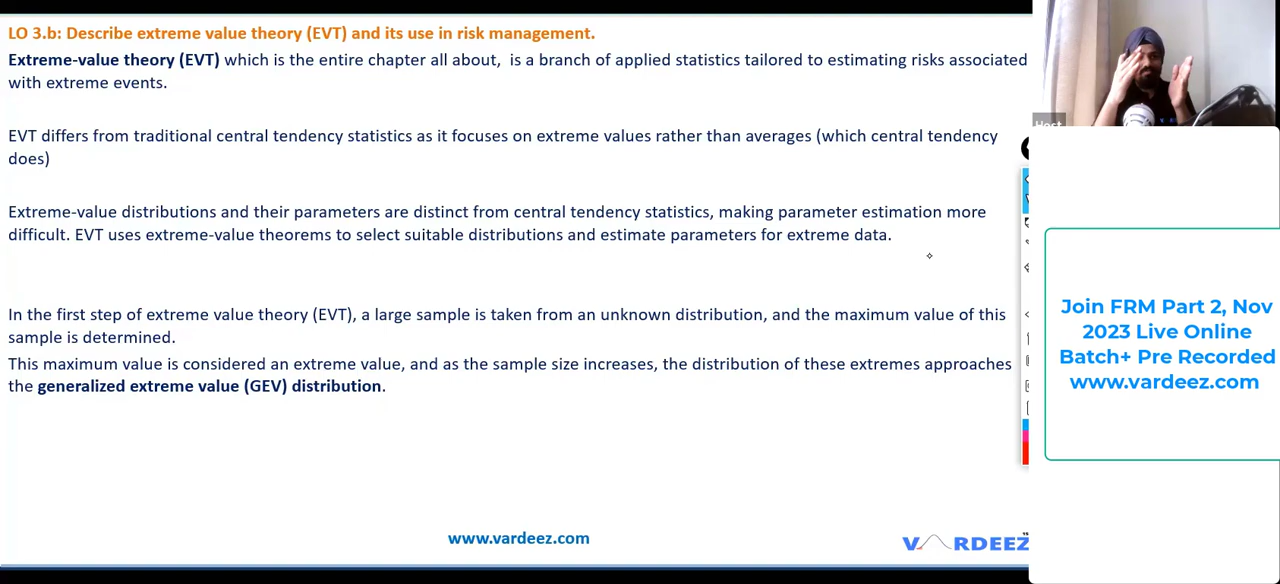 LO 3.b: Describe extreme value theory (EVT) and its use in risk management.
Extreme-value theory (EVT) which is the entire chapter all about,  is a branch of applied statistics tailored to estimating risks associated
with extreme events.
EVT differs from traditional central tendency statistics as it focuses on extreme values rather than averages (which central tendency
does)
Extreme-value distributions and their parameters are distinct from central tendency statistics, making parameter estimation more
difficult. EVT uses extreme-value theorems to select suitable distributions and estimate parameters for extreme data.
In the first step of extreme value theory (EVT), a large sample is taken from an unknown distribution, and the maximum value of this
sample is determined.
This maximum value is considered an extreme value, and as the sample size increases, the distribution of these extremes approaches
the generalized extreme value (GEV) distribution.
www.vardeez.com
VARDEEZ
Host
Join FRM Part 2, Nov
2023 Live Online
Batch+ Pre Recorded
www.vardeez.com